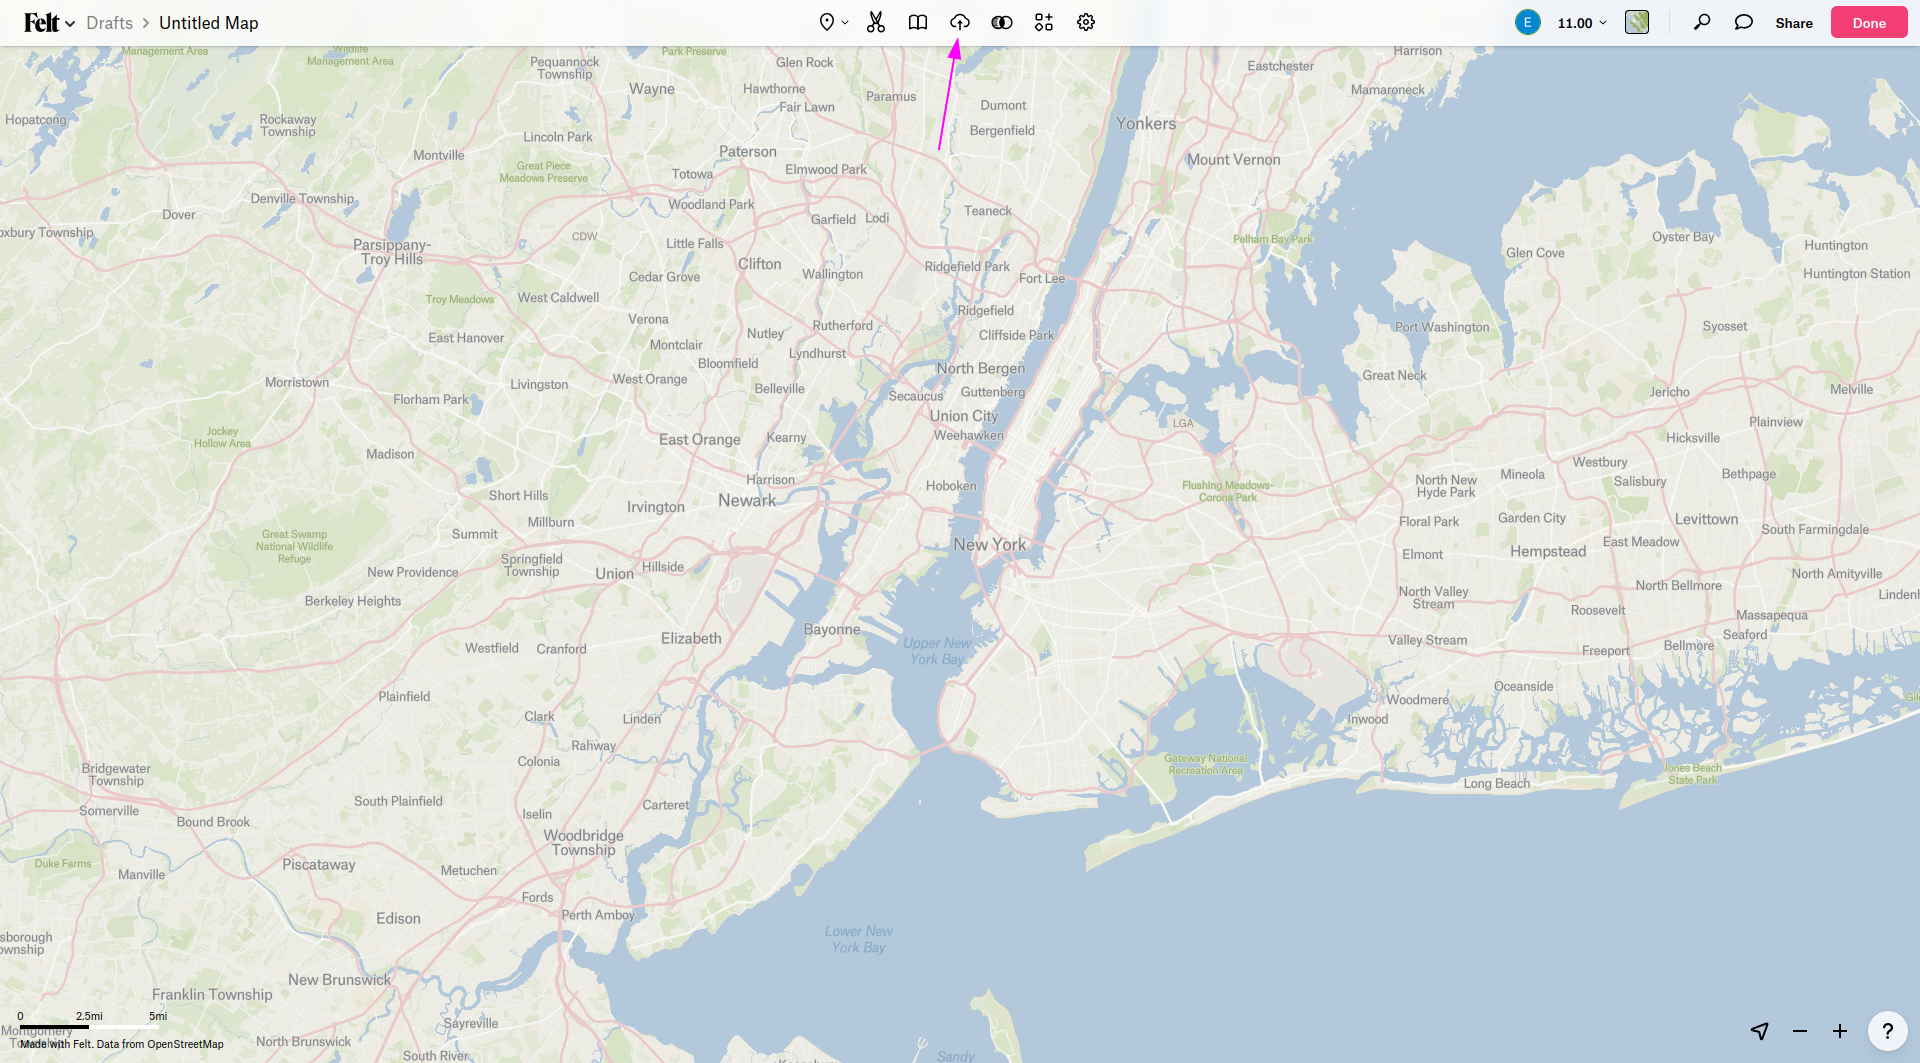 Felt Drafts Untitled Map E 11.00 Share Done
Management Area
Wildlife
Management Area
Park Preserve
Harrison
Pequannock
Township
Glen Rock
Eastchester
Wayne
Hawthorne
Paramus
Mamaroneck
Fair Lawn
Dumont
Hopatcong
Rockaway
Township
Lincoln Park
Bergenfield
Yonkers
Montville
Paterson
Mount Vernon
Great Piece
Meadows Preserve
Totowa
Elmwood Park
Denville Township
Woodland Park
Dover
Garfield
Lodi
Teaneck
oxbury Township
Parsippany-
Troy Hills
CDW
Little Falls
Pelham Bay Park
Oyster Bay
Huntington
Glen Cove
Clifton
Wallington
Ridgefield Park
Fort Lee
Huntington Station
Cedar Grove
Troy Meadows
West Caldwell
Ridgefield
Verona
Rutherford
Nutley
Cliffside Park
Port Washington
Syosset
East Hanover
Montclair
Lyndhurst
Bloomfield
North Bergen
Morristown
Livingston
West Orange
Belleville
Guttenberg
Great Neck
Jericho
Melville
Florham Park
Secaucus
Union City
LGA
Plainview
Jockey
Hollow Area
East Orange
Kearny
Weehawken
Hicksville
Madison
Westbury
Harrison
Hoboken
Mineola
Bethpage
Salisbury
North New
Hyde Park
Short Hills
Irvington
Newark
Flushing Meadows-
Corona Park
Millburn
Floral Park
Garden City
Levittown
South Farmingdale
Great Swamp
National Wildlife
Refuge
Summit
New York
East Meadow
Springfield
Township
Elmont
Hempstead
New Providence
Union
Hillside
North Amityville
North Bellmore
Berkeley Heights
North Valley
Stream
Roosevelt
Lindenh
Massapequa
Bayonne
Elizabeth
Seaford
Westfield
Cranford
Upper New
York Bay
Valley Stream
Freeport
Bellmore
Plainfield
Oceanside
Woodmere
Gil
Clark
Linden
Inwood
Rahway
Colonia
Gateway National
Recreation Area
Bridgewater
Township
Jones Beach
State Park
Long Beach
South Plainfield
Carteret
Somerville
Iselin
Bound Brook
Woodbridge
Township
Duke Farms
Piscataway
Manville
Metuchen
Fords
Edison
Perth Amboy
Lower New
York Bay
sborough
ownship
New Brunswick
Franklin Township
0 2.5mi 5mi
Sayreville
Montgomery
Made with Felt. Data from OpenStreetMap
North Brunswick
South River
Sandy
?